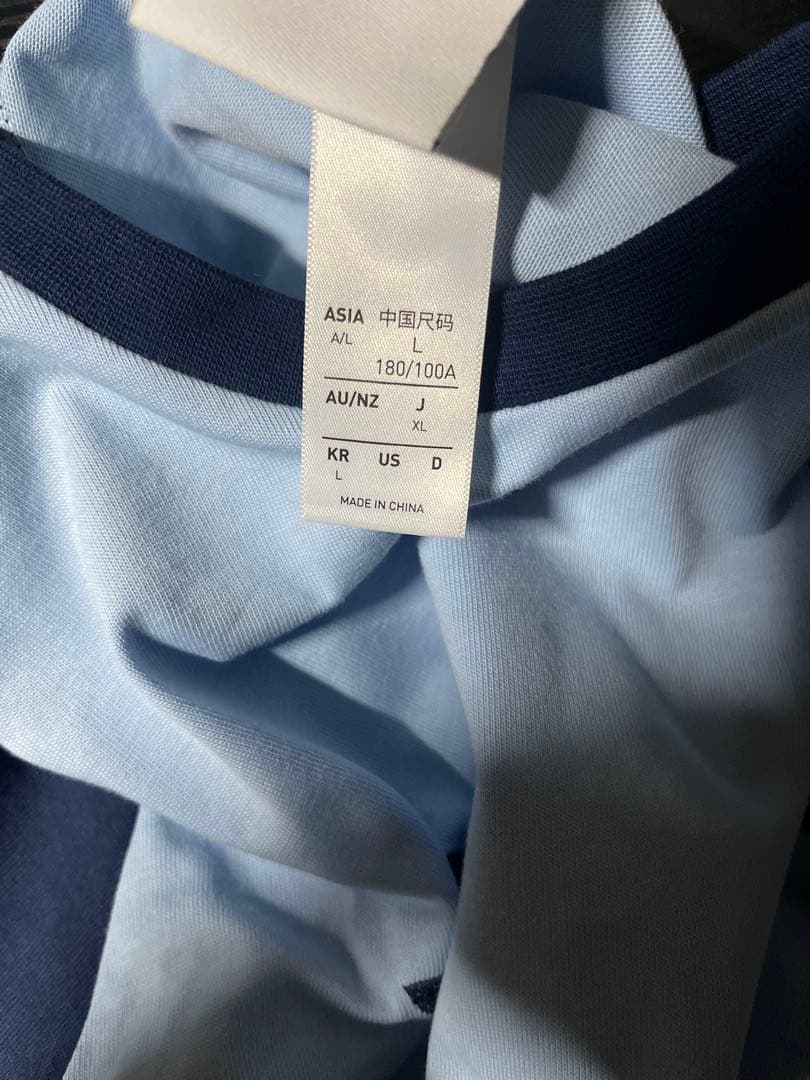 ASIA 中国尺码
A/L L
180/100A
AU/NZ J
XL
KR US D
L
MADE IN CHINA